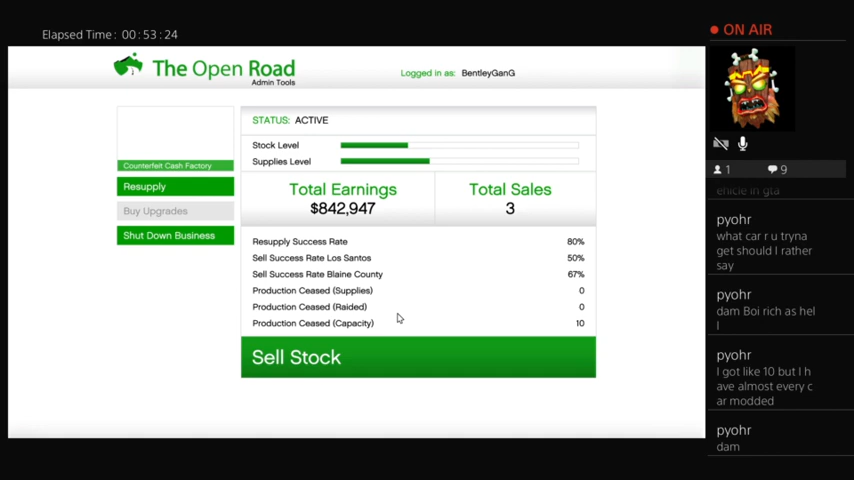 Elapsed Time: 00:53:24
ON AIR
The Open Road
Admin Tools
Logged in as: BentleyGanG
STATUS: ACTIVE
Stock Level
Supplies Level
Counterfeit Cash Factory
Resupply
Buy Upgrades
Shut Down Business
Total Earnings
$842,947
Total Sales
3
Resupply Success Rate 80%
Sell Success Rate Los Santos 50%
Sell Success Rate Blaine County 67%
Production Ceased (Supplies) 0
Production Ceased (Raided) 0
Production Ceased (Capacity) 10
Sell Stock
1 9
ehicle in gta
pyohr
what car r u tryna
get should I rather
say
pyohr
dam Boi rich as hel
l
pyohr
I got like 10 but I h
ave almost every c
ar modded
pyohr
dam